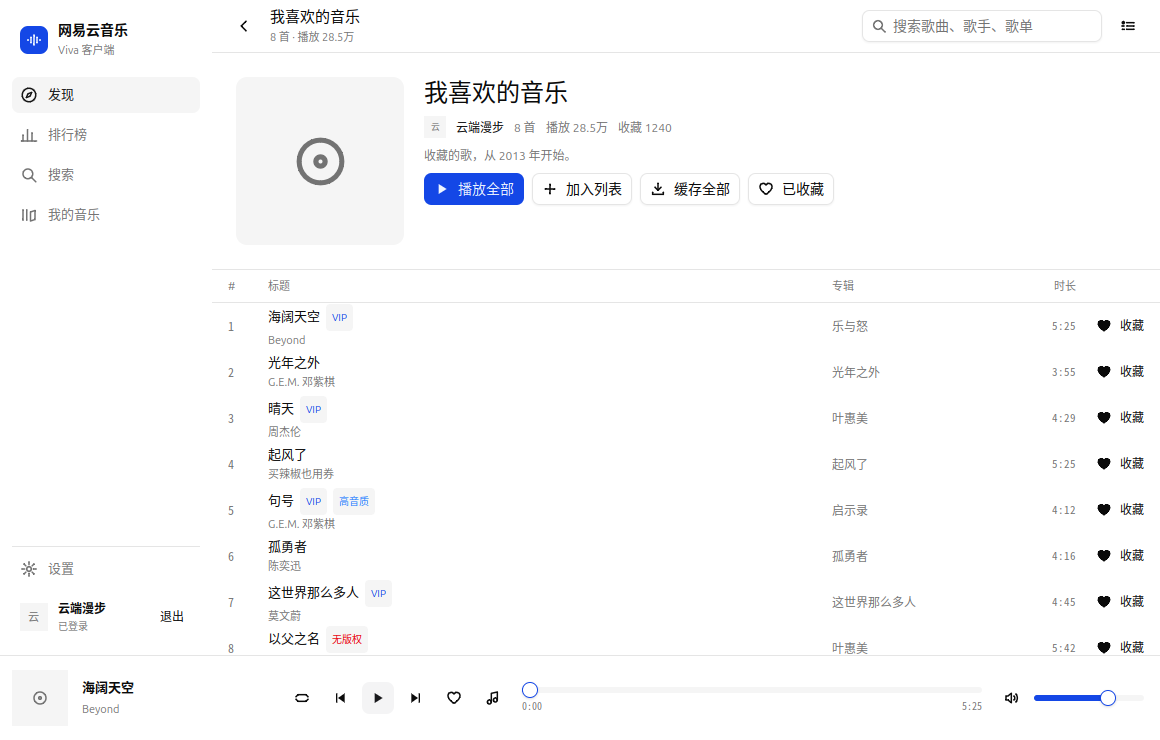 网易云音乐
Viva 客户端
发现
排行榜
搜索
我的音乐
设置
云
云端漫步
已登录
退出
我喜欢的音乐
8 首 · 播放 28.5万
搜索歌曲、歌手、歌单
我喜欢的音乐
云 云端漫步 8 首 播放 28.5万 收藏 1240
收藏的歌，从 2013 年开始。
播放全部 加入列表 缓存全部 已收藏
# 标题 专辑 时长
1 海阔天空 VIP 乐与怒 5:25 收藏
Beyond
2 光年之外 光年之外 3:55 收藏
G.E.M. 邓紫棋
3 晴天 VIP 叶惠美 4:29 收藏
周杰伦
4 起风了 起风了 5:25 收藏
买辣椒也用券
5 句号 VIP 高音质 启示录 4:12 收藏
G.E.M. 邓紫棋
6 孤勇者 孤勇者 4:16 收藏
陈奕迅
7 这世界那么多人 VIP 这世界那么多人 4:45 收藏
莫文蔚
8 以父之名 无版权 叶惠美 5:42 收藏
海阔天空
Beyond
0:00 5:25